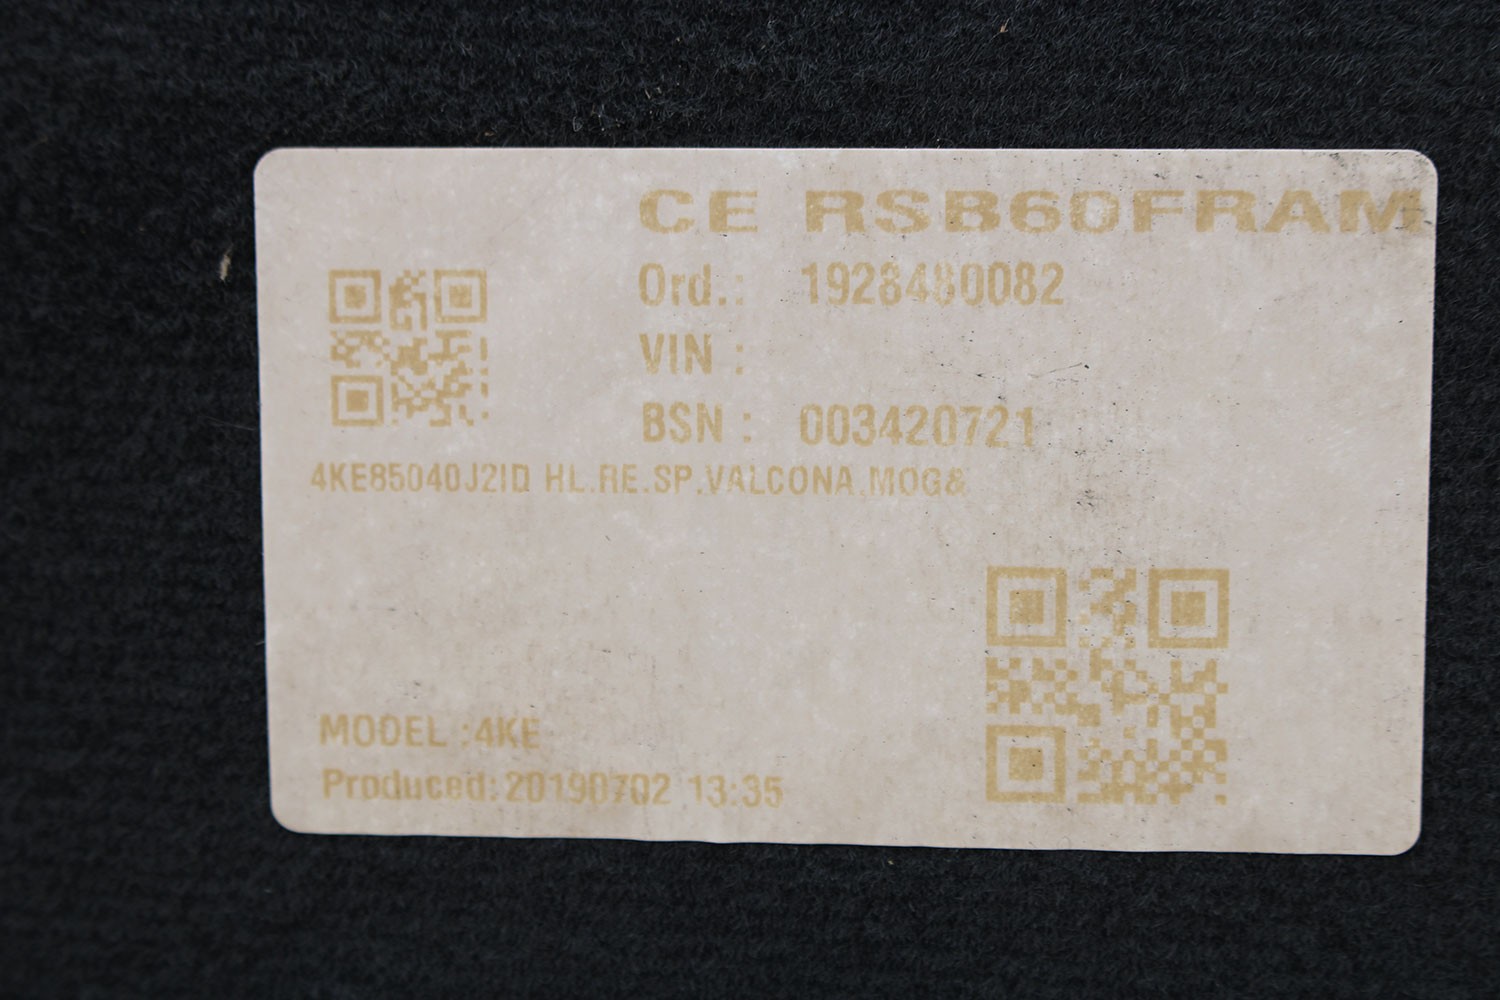 CE RSB60FRAM
Ord.: 1928480082
VIN :
BSN : 003420721
4KE85040J2ID HL.RE.SP.VALCONA,MOG&
MODEL :4KE
Produced: 20190702 13:35